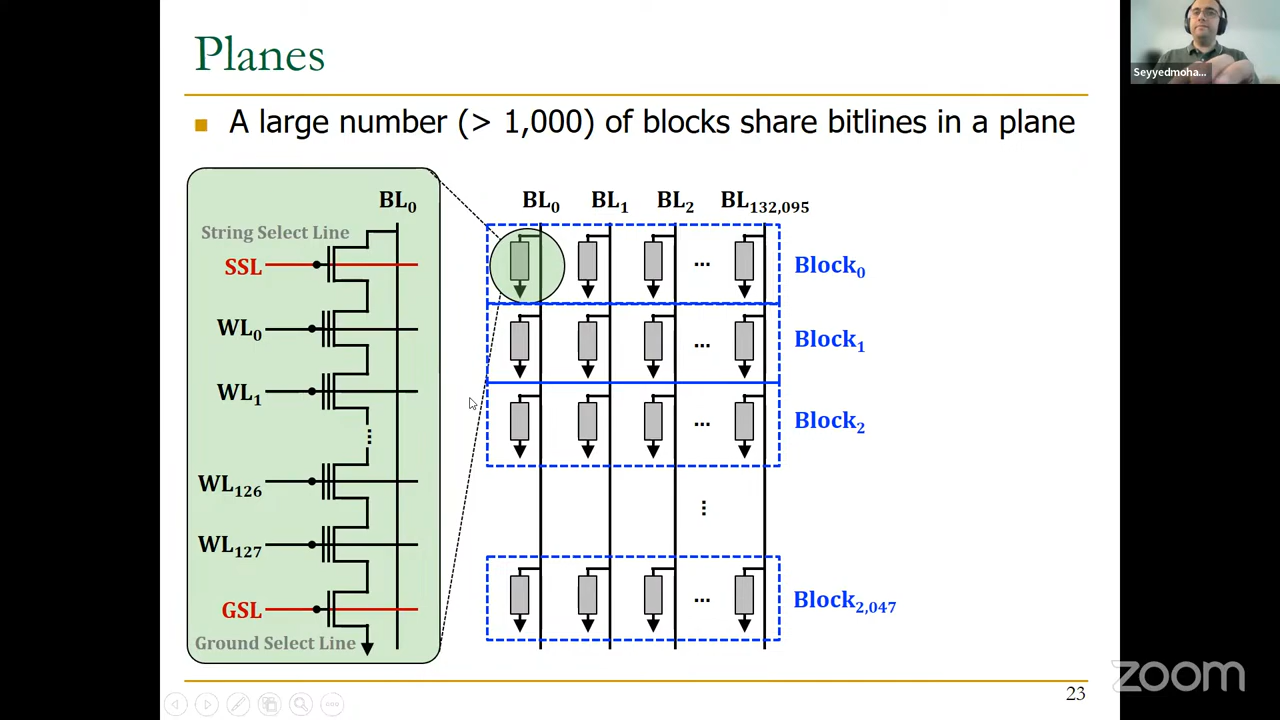 Planes
A large number (> 1,000) of blocks share bitlines in a plane
BL0
String Select Line
SSL
WL0
WL1
⋮
WL126
WL127
GSL
Ground Select Line
BL0 BL1 BL2 BL132,095
... Block0
... Block1
... Block2
⋮
... Block2,047
23
Seyyedmoha...
zoom